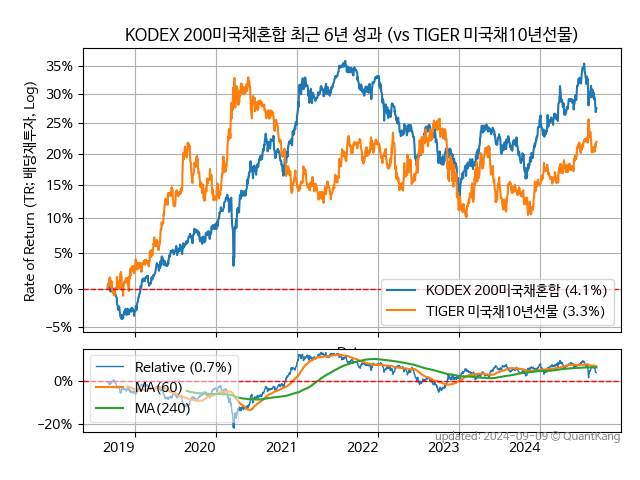 KODEX 200미국채혼합 최근 6년 성과 (vs TIGER 미국채10년선물)
Rate of Return (TR: 배당재투자, Log)
35%
30%
25%
20%
15%
10%
5%
0%
−5%
KODEX 200미국채혼합 (4.1%)
TIGER 미국채10년선물 (3.3%)
0%
−20%
Relative (0.7%)
MA(60)
MA(240)
2019
2020
2021
2022
2023
2024
updated: 2024-09-09 © QuantKang